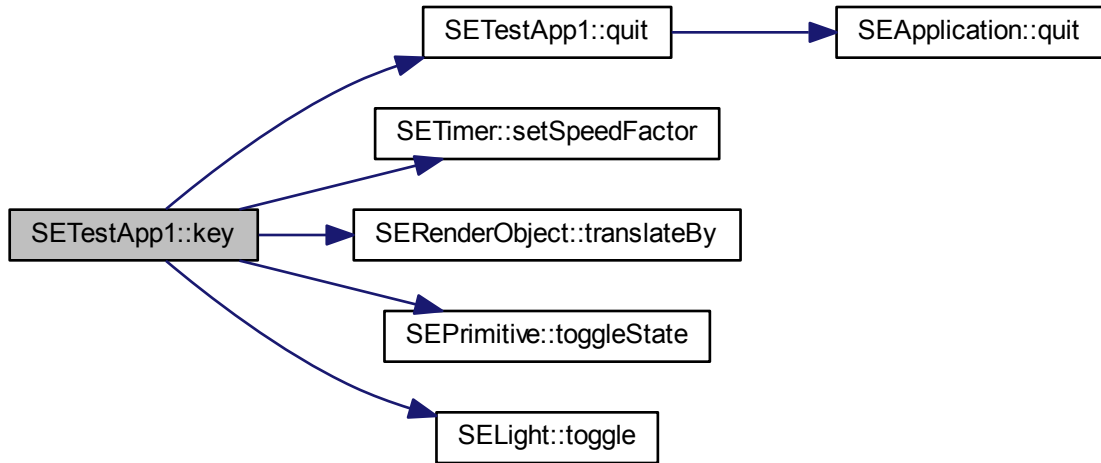 SETestApp1::quit
SEApplication::quit
SETimer::setSpeedFactor
SETestApp1::key
SERenderObject::translateBy
SEPrimitive::toggleState
SELight::toggle